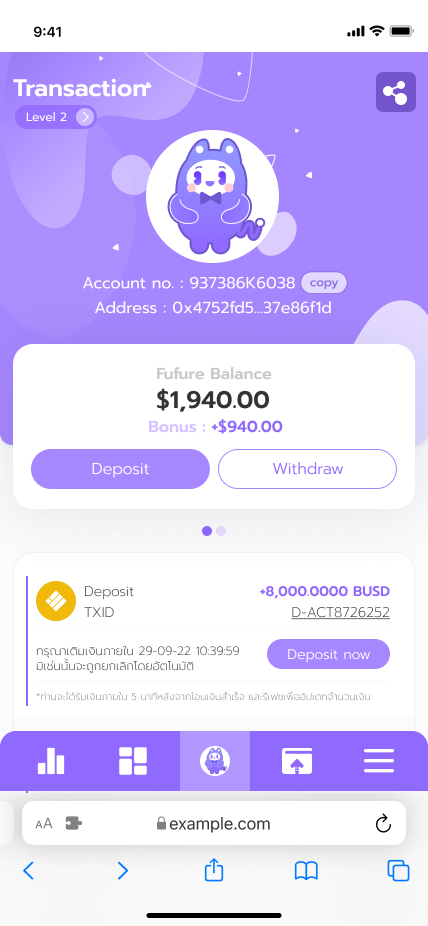 9:41
Transaction
Level 2
Account no. : 937386K6038 copy
Address : 0x4752fd5...37e86f1d
Fufure Balance
$1,940.00
Bonus : +$940.00
Deposit Withdraw
Deposit +8,000.0000 BUSD
TXID D-ACT8726252
กรุณาเติมเงินภายใน 29-09-22 10:39:59
มิเช่นนั้นจะถูกยกเลิกโดยอัตโนมัติ
Deposit now
*ท่านจะได้รับเงินภายใน 5 นาทีหลังจากโอนเงินสำเร็จ และรีเฟชเพื่ออัปเดทจำนวนเงิน
AA example.com